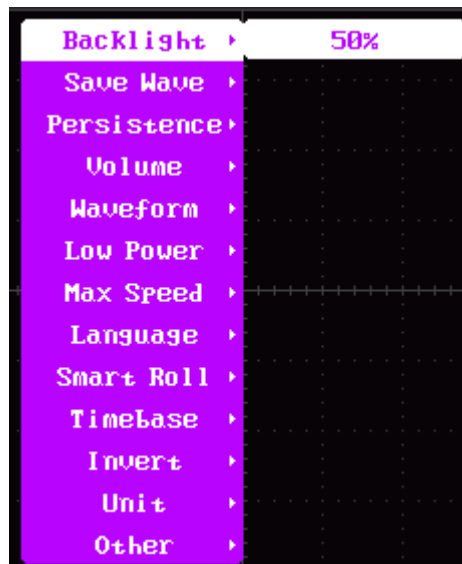 Backlight 50%
Save Wave
Persistence
Volume
Waveform
Low Power
Max Speed
Language
Smart Roll
Timebase
Invert
Unit
Other